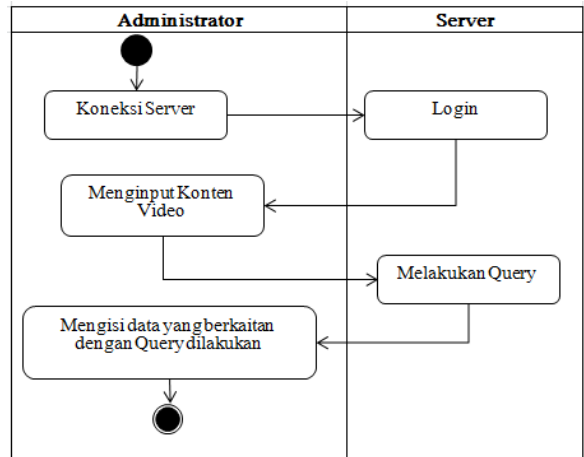 Administrator
Server
Koneksi Server
Login
Menginput Konten
Video
Melakukan Query
Mengisi data yang berkaitan
dengan Query dilakukan